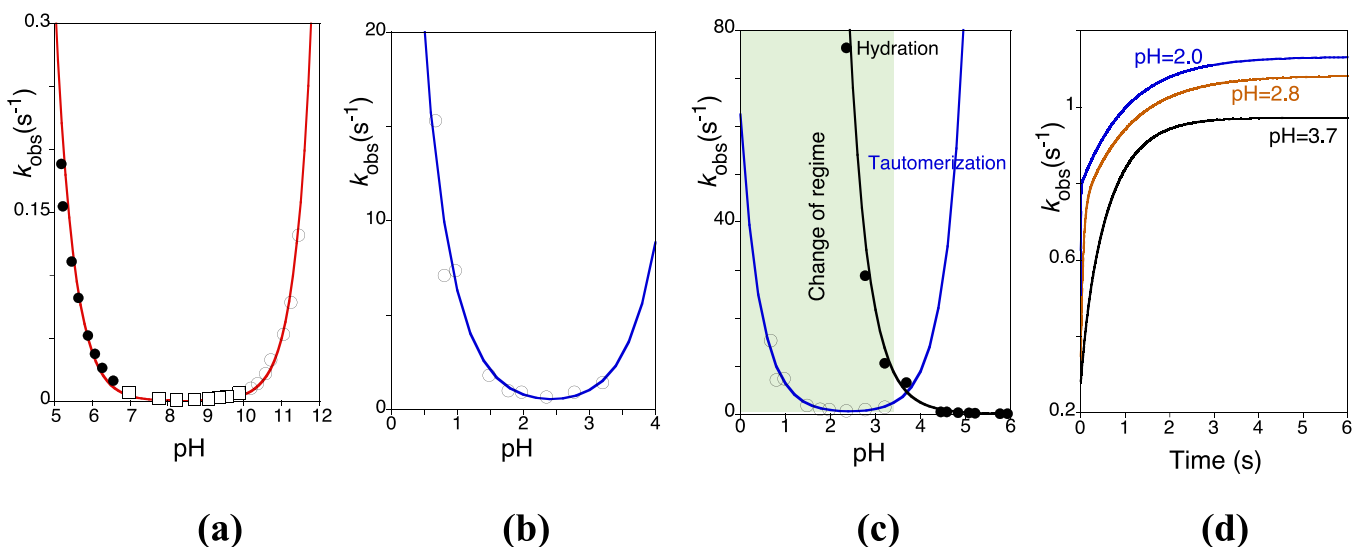 0.3
0.15
0
k_obs(s⁻¹)
5 6 7 8 9 10 11 12
pH
(a)
20
10
0
k_obs(s⁻¹)
0 1 2 3 4
pH
(b)
80
40
0
k_obs(s⁻¹)
Hydration
Tautomerization
Change of regime
0 1 2 3 4 5 6
pH
(c)
1
0.6
0.2
k_obs(s⁻¹)
pH=2.0
pH=2.8
pH=3.7
0 1 2 3 4 5 6
Time (s)
(d)